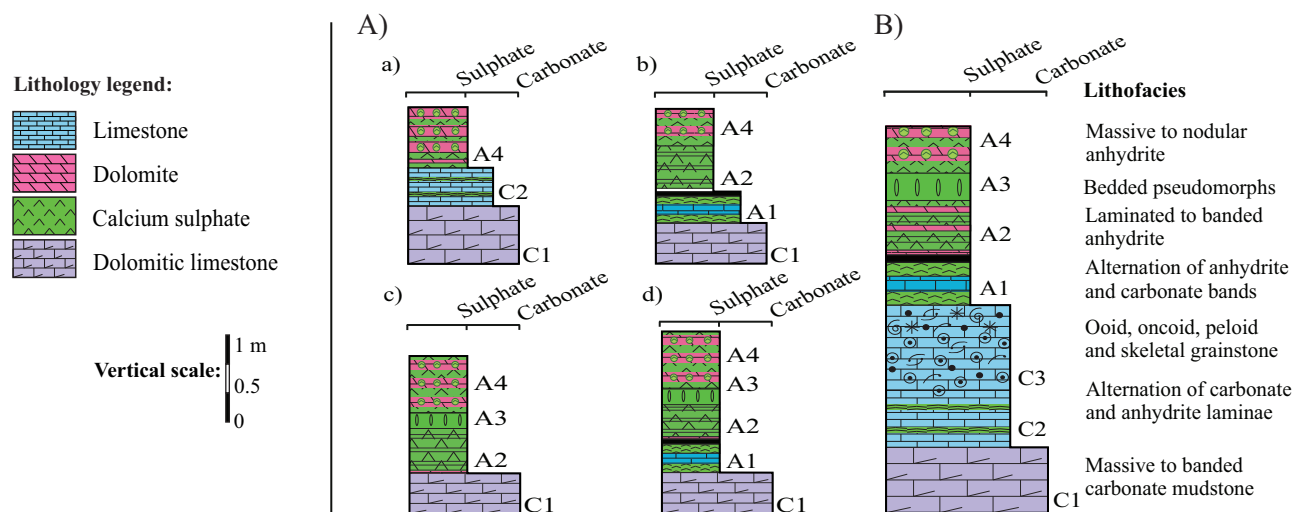 Lithology legend:
Limestone
Dolomite
Calcium sulphate
Dolomitic limestone
Vertical scale:
1 m
0.5
0
A)
a)
Sulphate
Carbonate
A4
C2
C1
b)
Sulphate
Carbonate
A4
A2
A1
C1
c)
Sulphate
Carbonate
A4
A3
A2
C1
d)
Sulphate
Carbonate
A4
A3
A2
A1
C1
B)
Sulphate
Carbonate
A4
A3
A2
A1
C3
C2
C1
Lithofacies
Massive to nodular
anhydrite
Bedded pseudomorphs
Laminated to banded
anhydrite
Alternation of anhydrite
and carbonate bands
Ooid, oncoid, peloid
and skeletal grainstone
Alternation of carbonate
and anhydrite laminae
Massive to banded
carbonate mudstone